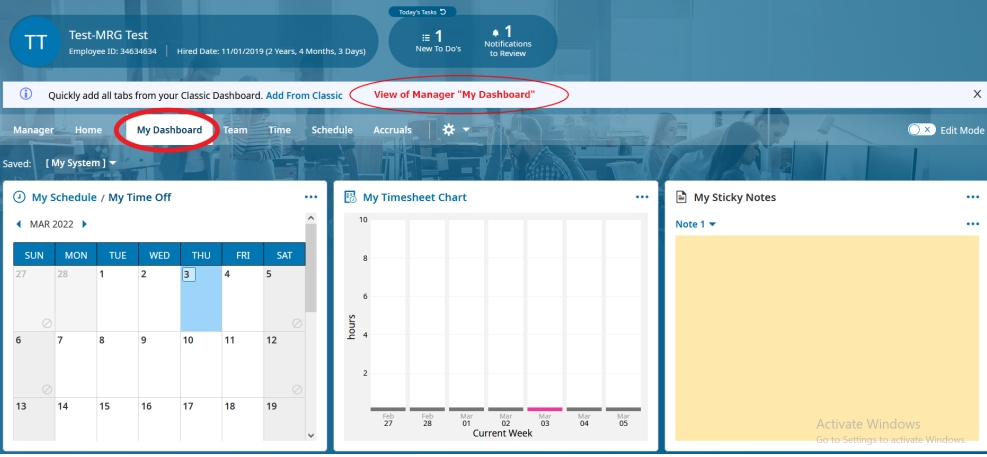 Today's Tasks
TT
Test-MRG Test
Employee ID: 34634634 | Hired Date: 11/01/2019 (2 Years, 4 Months, 3 Days)
1
New To Do's
1
Notifications
to Review
Quickly add all tabs from your Classic Dashboard. Add From Classic
View of Manager "My Dashboard"
X
Manager Home My Dashboard Team Time Schedule Accruals
Edit Mode
Saved: [ My System ]
My Schedule / My Time Off
MAR 2022
SUN MON TUE WED THU FRI SAT
27 28 1 2 3 4 5
6 7 8 9 10 11 12
13 14 15 16 17 18 19
My Timesheet Chart
10
8
6
4
2
hours
Feb Feb Mar Mar Mar Mar Mar
27 28 01 02 03 04 05
Current Week
My Sticky Notes
Note 1
Activate Windows
Go to Settings to activate Windows.